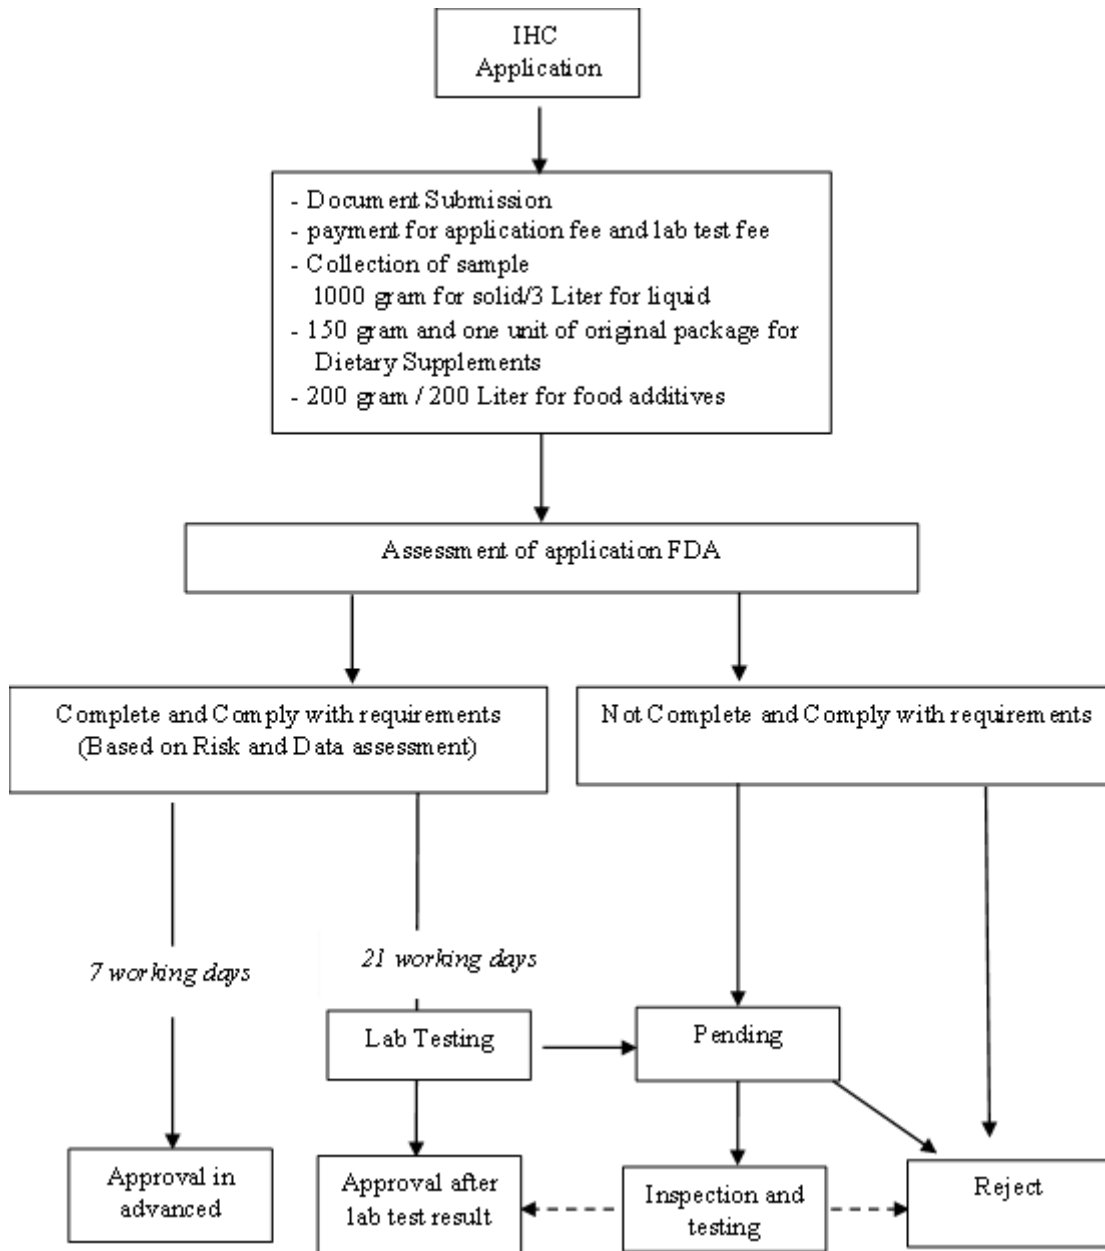 IHC
Application
- Document Submission
- payment for application fee and lab test fee
- Collection of sample
1000 gram for solid/3 Liter for liquid
- 150 gram and one unit of original package for
Dietary Supplements
- 200 gram / 200 Liter for food additives
Assessment of application FDA
Complete and Comply with requirements
(Based on Risk and Data assessment)
Not Complete and Comply with requirements
7 working days
21 working days
Lab Testing
Pending
Approval in
advanced
Approval after
lab test result
Inspection and
testing
Reject